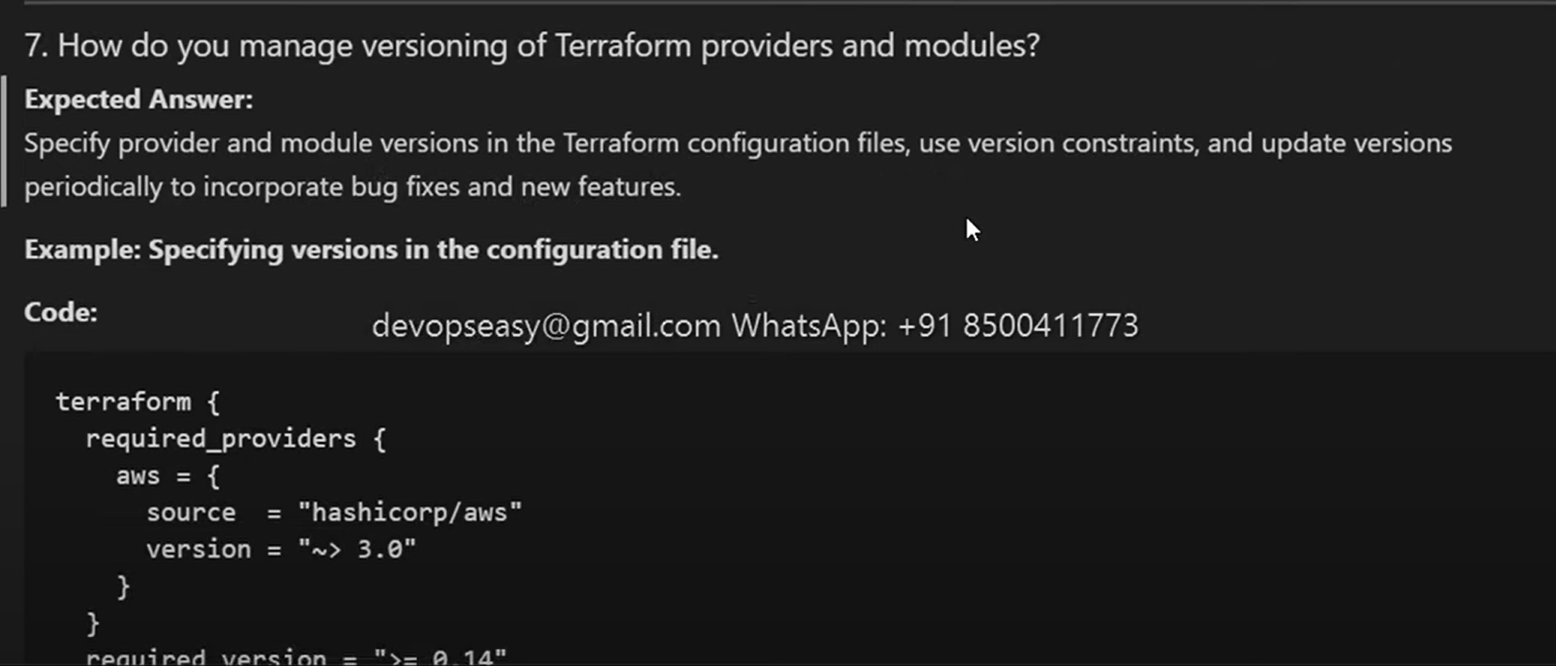 7. How do you manage versioning of Terraform providers and modules?
Expected Answer:
Specify provider and module versions in the Terraform configuration files, use version constraints, and update versions
periodically to incorporate bug fixes and new features.
Example: Specifying versions in the configuration file.
Code:
devopseasy@gmail.com WhatsApp: +91 8500411773
terraform {
  required_providers {
    aws = {
      source  = "hashicorp/aws"
      version = "~> 3.0"
    }
  }
  required_version = ">= 0.14"